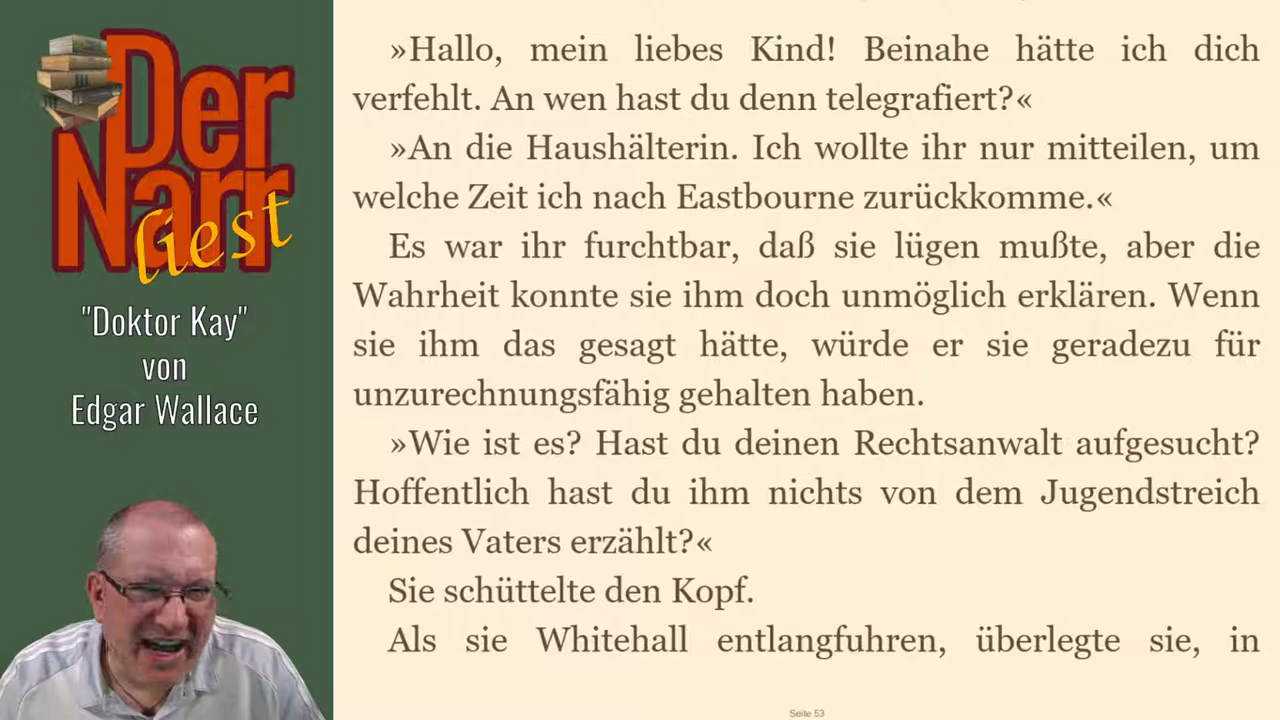 Der
Narr
liest
"Doktor Kay"
von
Edgar Wallace
»Hallo, mein liebes Kind! Beinahe hätte ich dich
verfehlt. An wen hast du denn telegrafiert?«
»An die Haushälterin. Ich wollte ihr nur mitteilen, um
welche Zeit ich nach Eastbourne zurückkomme.«
Es war ihr furchtbar, daß sie lügen mußte, aber die
Wahrheit konnte sie ihm doch unmöglich erklären. Wenn
sie ihm das gesagt hätte, würde er sie geradezu für
unzurechnungsfähig gehalten haben.
»Wie ist es? Hast du deinen Rechtsanwalt aufgesucht?
Hoffentlich hast du ihm nichts von dem Jugendstreich
deines Vaters erzählt?«
Sie schüttelte den Kopf.
Als sie Whitehall entlangfuhren, überlegte sie, in
Seite 53